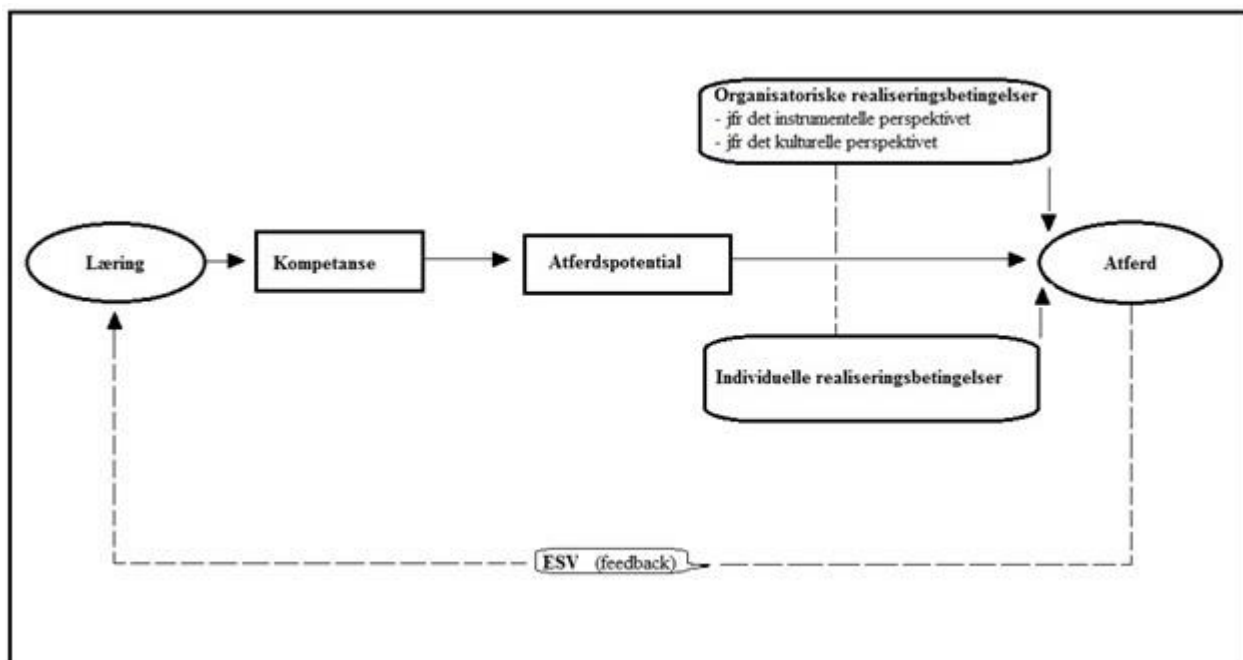 Organisatoriske realiseringsbetingelser
- jfr det instrumentelle perspektivet
- jfr det kulturelle perspektivet
Læring
Kompetanse
Atferdspotential
Atferd
Individuelle realiseringsbetingelser
ESV (feedback)